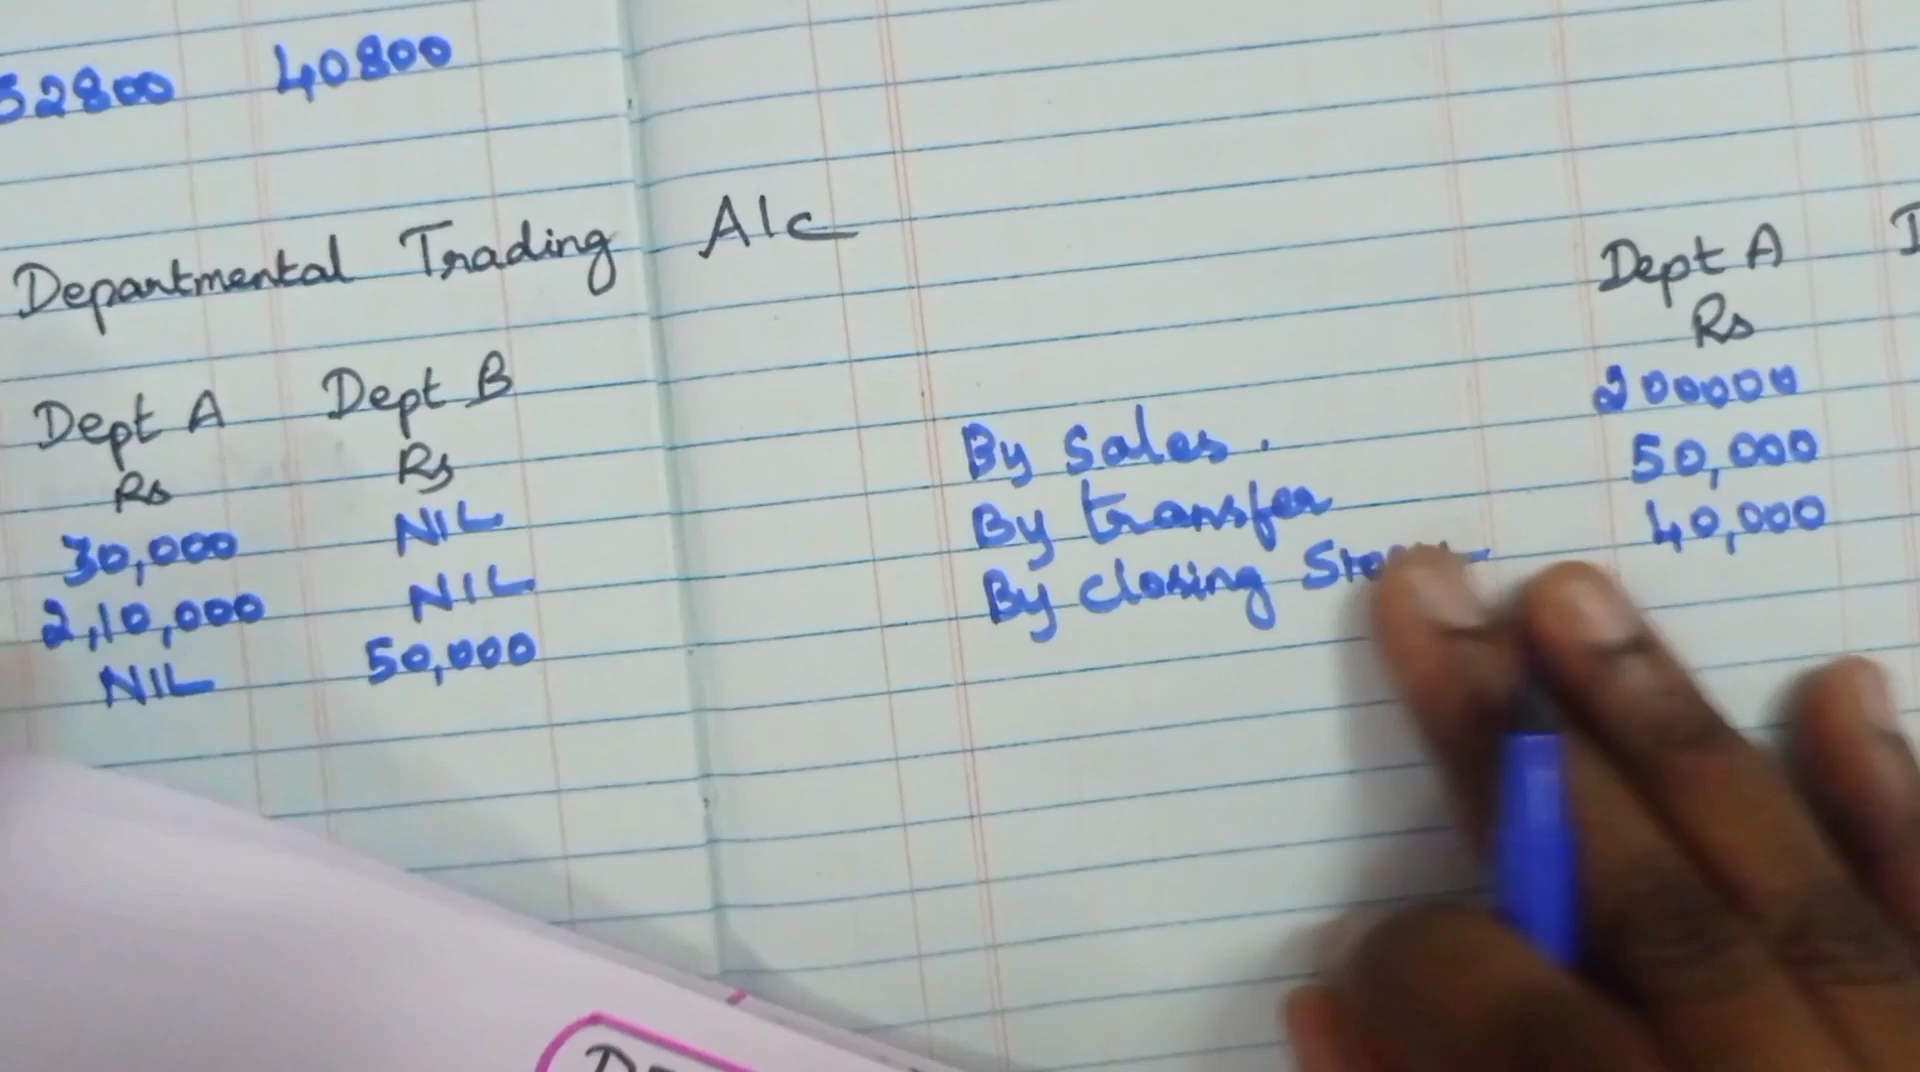 52800 40800
Departmental Trading A/c
Dept A Dept B
Rs Rs
30,000 NIL
2,10,000 NIL
NIL 50,000
Dept A
Rs
By Sales. 200000
By transfer 50,000
By closing 40,000